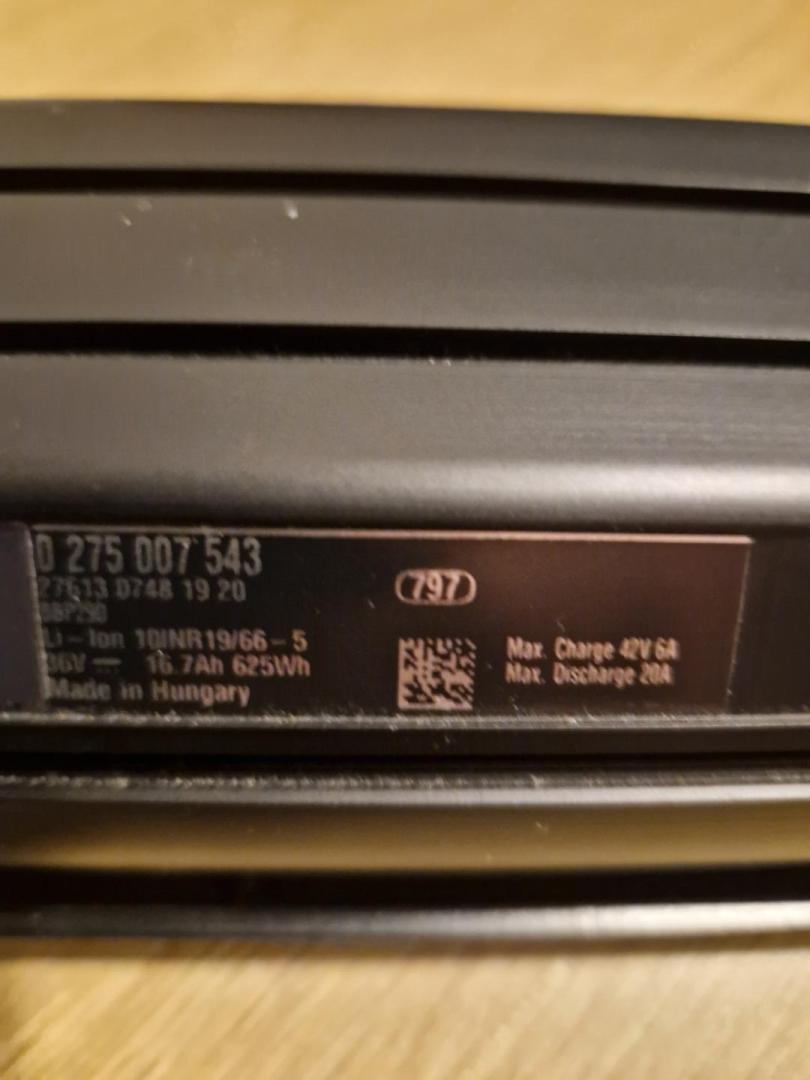 0 275 007 543
27613 0748 19 20
BBP290
Li-Ion 10INR19/66-5
36V ⎓ 16.7Ah 625Wh
Made in Hungary
797
Max. Charge 42V 6A
Max. Discharge 20A